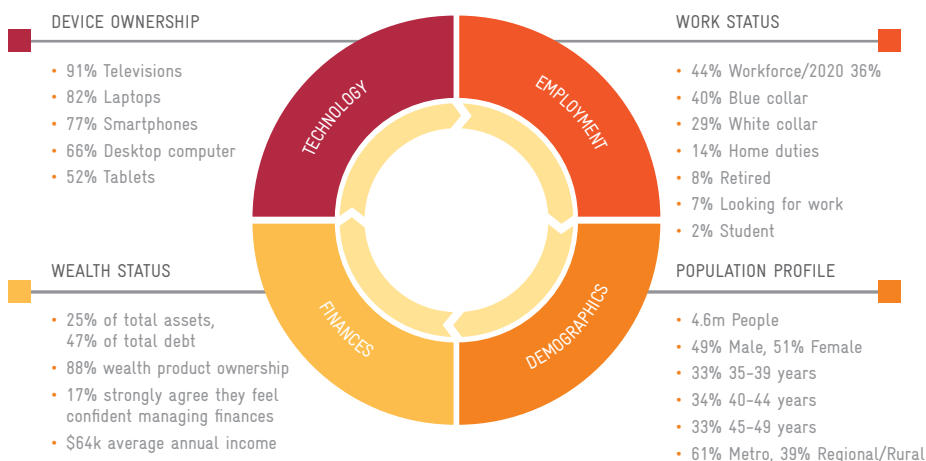 DEVICE OWNERSHIP
• 91% Televisions
• 82% Laptops
• 77% Smartphones
• 66% Desktop computer
• 52% Tablets
WORK STATUS
• 44% Workforce/2020 36%
• 40% Blue collar
• 29% White collar
• 14% Home duties
• 8% Retired
• 7% Looking for work
• 2% Student
TECHNOLOGY
EMPLOYMENT
FINANCES
DEMOGRAPHICS
WEALTH STATUS
• 25% of total assets,
47% of total debt
• 88% wealth product ownership
• 17% strongly agree they feel
confident managing finances
• $64k average annual income
POPULATION PROFILE
• 4.6m People
• 49% Male, 51% Female
• 33% 35-39 years
• 34% 40-44 years
• 33% 45-49 years
• 61% Metro, 39% Regional/Rural